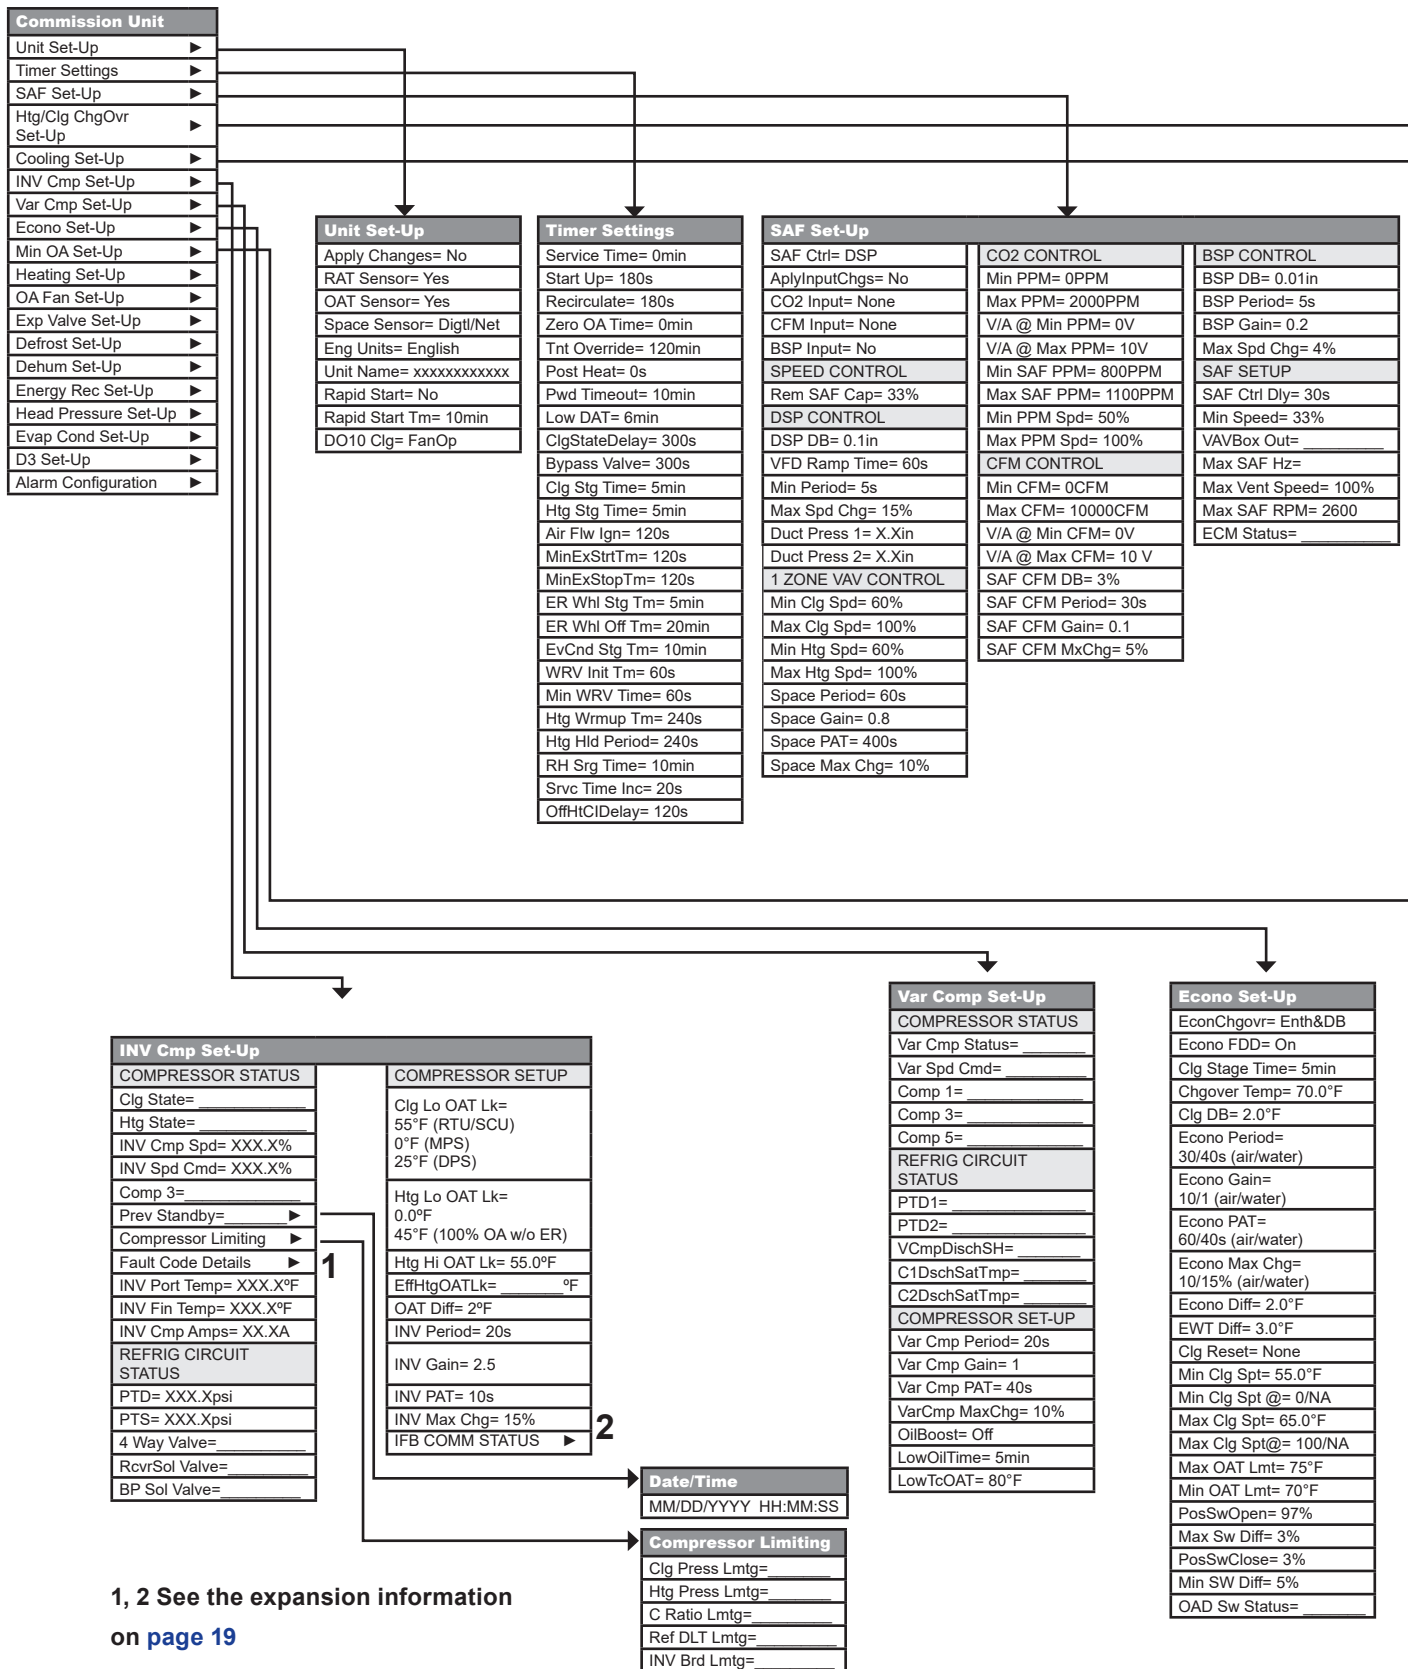 Commission Unit
Unit Set-Up ►
Timer Settings ►
SAF Set-Up ►
Htg/Clg ChgOvr
Set-Up ►
Cooling Set-Up ►
INV Cmp Set-Up ►
Var Cmp Set-Up ►
Econo Set-Up ►
Min OA Set-Up ►
Heating Set-Up ►
OA Fan Set-Up ►
Exp Valve Set-Up ►
Defrost Set-Up ►
Dehum Set-Up ►
Energy Rec Set-Up ►
Head Pressure Set-Up ►
Evap Cond Set-Up ►
D3 Set-Up ►
Alarm Configuration ►
Unit Set-Up
Apply Changes= No
RAT Sensor= Yes
OAT Sensor= Yes
Space Sensor= Digtl/Net
Eng Units= English
Unit Name= xxxxxxxxxxxx
Rapid Start= No
Rapid Start Tm= 10min
DO10 Clg= FanOp
Timer Settings
Service Time= 0min
Start Up= 180s
Recirculate= 180s
Zero OA Time= 0min
Tnt Override= 120min
Post Heat= 0s
Pwd Timeout= 10min
Low DAT= 6min
ClgStateDelay= 300s
Bypass Valve= 300s
Clg Stg Time= 5min
Htg Stg Time= 5min
Air Flw Ign= 120s
MinExStrtTm= 120s
MinExStopTm= 120s
ER Whl Stg Tm= 5min
ER Whl Off Tm= 20min
EvCnd Stg Tm= 10min
WRV Init Tm= 60s
Min WRV Time= 60s
Htg Wrmup Tm= 240s
Htg Hld Period= 240s
RH Srg Time= 10min
Srvc Time Inc= 20s
OffHtClDelay= 120s
SAF Set-Up
SAF Ctrl= DSP
AplyInputChgs= No
CO2 Input= None
CFM Input= None
BSP Input= No
SPEED CONTROL
Rem SAF Cap= 33%
DSP CONTROL
DSP DB= 0.1in
VFD Ramp Time= 60s
Min Period= 5s
Max Spd Chg= 15%
Duct Press 1= X.Xin
Duct Press 2= X.Xin
1 ZONE VAV CONTROL
Min Clg Spd= 60%
Max Clg Spd= 100%
Min Htg Spd= 60%
Max Htg Spd= 100%
Space Period= 60s
Space Gain= 0.8
Space PAT= 400s
Space Max Chg= 10%
CO2 CONTROL
Min PPM= 0PPM
Max PPM= 2000PPM
V/A @ Min PPM= 0V
V/A @ Max PPM= 10V
Min SAF PPM= 800PPM
Max SAF PPM= 1100PPM
Min PPM Spd= 50%
Max PPM Spd= 100%
CFM CONTROL
Min CFM= 0CFM
Max CFM= 10000CFM
V/A @ Min CFM= 0V
V/A @ Max CFM= 10 V
SAF CFM DB= 3%
SAF CFM Period= 30s
SAF CFM Gain= 0.1
SAF CFM MxChg= 5%
BSP CONTROL
BSP DB= 0.01in
BSP Period= 5s
BSP Gain= 0.2
Max Spd Chg= 4%
SAF SETUP
SAF Ctrl Dly= 30s
Min Speed= 33%
VAVBox Out= _________
Max SAF Hz=
Max Vent Speed= 100%
Max SAF RPM= 2600
ECM Status= __________
INV Cmp Set-Up
COMPRESSOR STATUS
Clg State= ____________
Htg State= ____________
INV Cmp Spd= XXX.X%
INV Spd Cmd= XXX.X%
Comp 3=_____________
Prev Standby=_______►
Compressor Limiting ►
Fault Code Details ►
INV Port Temp= XXX.XºF
INV Fin Temp= XXX.XºF
INV Cmp Amps= XX.XA
REFRIG CIRCUIT
STATUS
PTD= XXX.Xpsi
PTS= XXX.Xpsi
4 Way Valve=__________
RcvrSol Valve=_________
BP Sol Valve=_________
1
COMPRESSOR SETUP
Clg Lo OAT Lk=
55°F (RTU/SCU)
0°F (MPS)
25°F (DPS)
Htg Lo OAT Lk=
0.0ºF
45°F (100% OA w/o ER)
Htg Hi OAT Lk= 55.0ºF
EffHtgOATLk= _______ºF
OAT Diff= 2ºF
INV Period= 20s
INV Gain= 2.5
INV PAT= 10s
INV Max Chg= 15%
IFB COMM STATUS ►
2
Date/Time
MM/DD/YYYY HH:MM:SS
Compressor Limiting
Clg Press Lmtg=_______
Htg Press Lmtg=_______
C Ratio Lmtg=_________
Ref DLT Lmtg=_________
INV Brd Lmtg=_________
Var Comp Set-Up
COMPRESSOR STATUS
Var Cmp Status= _______
Var Spd Cmd= _________
Comp 1= _____________
Comp 3= _____________
Comp 5= _____________
REFRIG CIRCUIT
STATUS
PTD1= _______________
PTD2= _______________
VCmpDischSH= _______
C1DschSatTmp= _______
C2DschSatTmp= _______
COMPRESSOR SET-UP
Var Cmp Period= 20s
Var Cmp Gain= 1
Var Cmp PAT= 40s
VarCmp MaxChg= 10%
OilBoost= Off
LowOilTime= 5min
LowTcOAT= 80°F
Econo Set-Up
EconChgovr= Enth&DB
Econo FDD= On
Clg Stage Time= 5min
Chgover Temp= 70.0°F
Clg DB= 2.0°F
Econo Period=
30/40s (air/water)
Econo Gain=
10/1 (air/water)
Econo PAT=
60/40s (air/water)
Econo Max Chg=
10/15% (air/water)
Econo Diff= 2.0°F
EWT Diff= 3.0°F
Clg Reset= None
Min Clg Spt= 55.0°F
Min Clg Spt @= 0/NA
Max Clg Spt= 65.0°F
Max Clg Spt@= 100/NA
Max OAT Lmt= 75°F
Min OAT Lmt= 70°F
PosSwOpen= 97%
Max Sw Diff= 3%
PosSwClose= 3%
Min SW Diff= 5%
OAD Sw Status= _______
1, 2 See the expansion information
on page 19